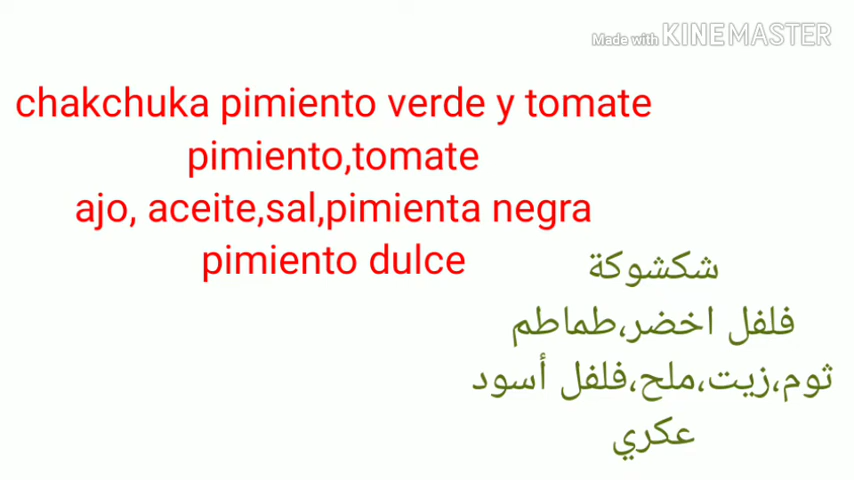 Made with KINEMASTER
chakchuka pimiento verde y tomate
pimiento,tomate
ajo, aceite,sal,pimienta negra
pimiento dulce
شكشوكة
فلفل اخضر،طماطم
ثوم،زيت،ملح،فلفل أسود
عكري